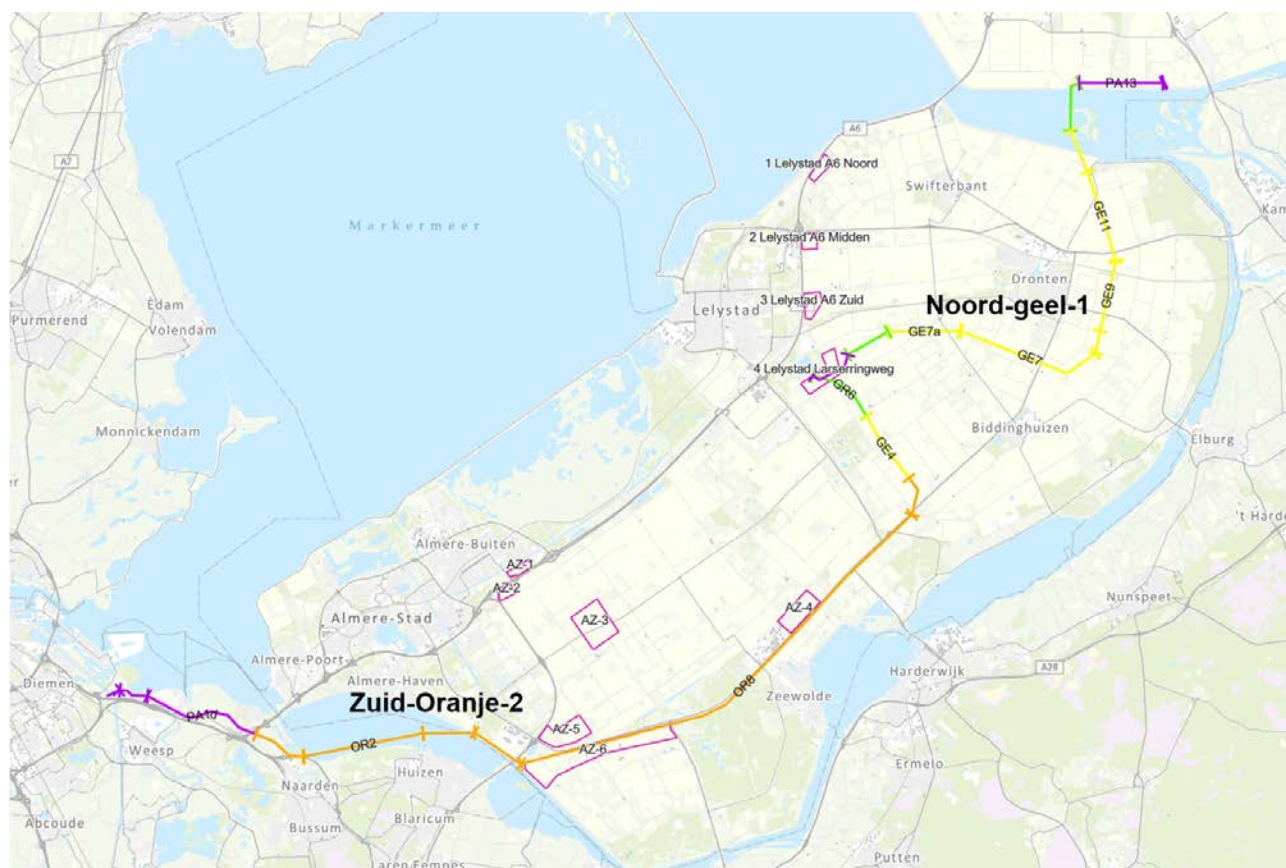 PA13
A6
A7
1 Lelystad A6 Noord
Swifterbant
Markermeer
GE11
2 Lelystad A6 Midden
Dronten
Edam
Volendam
Purmerend
3 Lelystad A6 Zuid
Lelystad
Noord-geel-1
GE9
GE7a
GE7
4 Lelystad Larserringweg
GR6
Monnickendam
Biddinghuizen
Elburg
GE4
't Harde
Almere-Buiten
AZ-1
AZ-2
Nunspeet
Almere-Stad
AZ-3
AZ-4
Almere-Poort
Harderwijk
A28
Diemen
Almere-Haven
Zuid-Oranje-2
OR8
Zeewolde
Weesp
AZ-5
OR2
AZ-6
Huizen
Ermelo
Naarden
Blaricum
Abcoude
Bussum
Putten